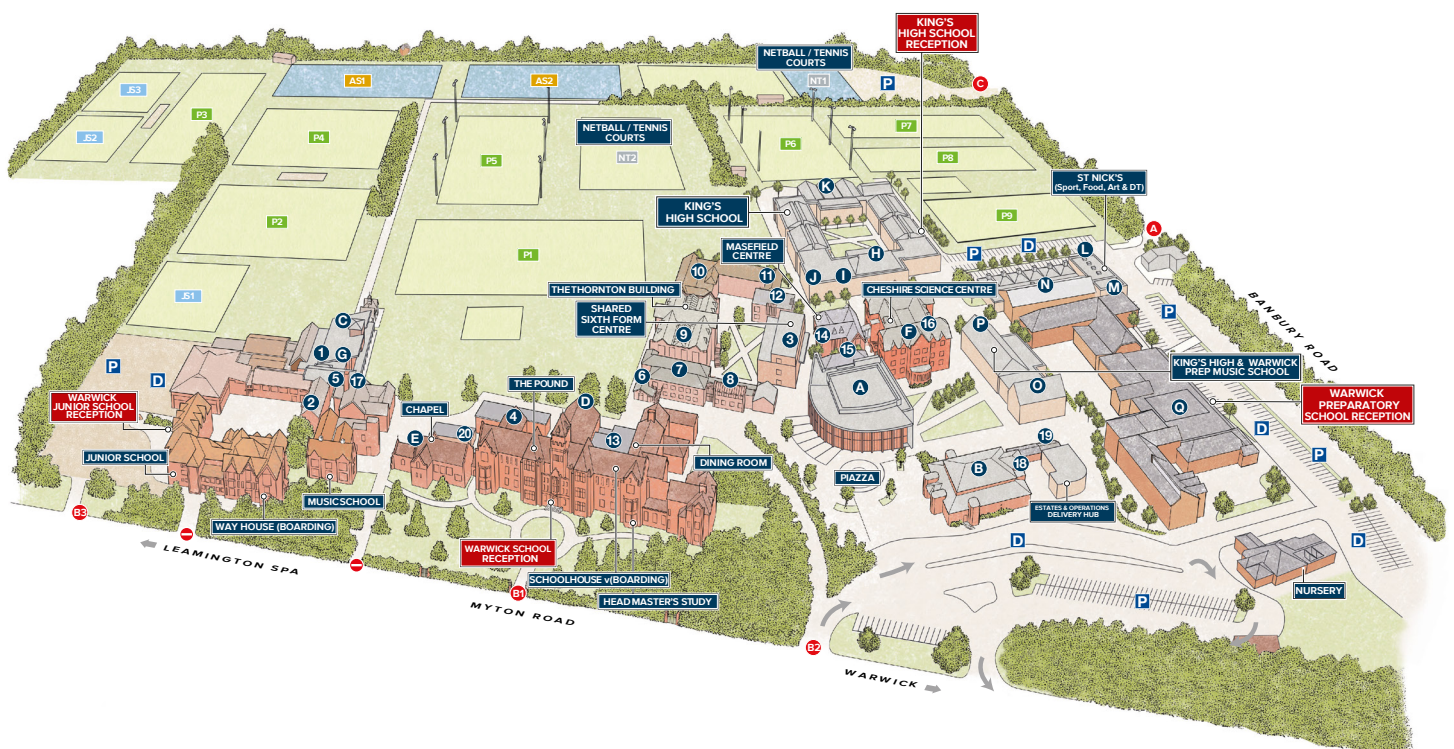 KING'S
HIGH SCHOOL
RECEPTION
NETBALL / TENNIS
COURTS
NT1
P
C
AS1
AS2
JS3
P3
JS2
P4
P5
NETBALL / TENNIS
COURTS
NT2
P6
P7
P8
P9
ST NICK'S
(Sport, Food, Art & DT)
K
KING'S
HIGH SCHOOL
P2
P1
JS1
A
D
P
L
H
J
I
M
N
MASEFIELD
CENTRE
10
11
12
THE THORNTON BUILDING
SHARED
SIXTH FORM
CENTRE
CHESHIRE SCIENCE CENTRE
BANBURY ROAD
P
C
1
G
9
3
14
15
F
16
P
KING'S HIGH & WARWICK
PREP MUSIC SCHOOL
P
D
5
17
2
6
7
8
A
O
Q
WARWICK
JUNIOR SCHOOL
RECEPTION
THE POUND
D
WARWICK
PREPARATORY
SCHOOL RECEPTION
CHAPEL
4
E
20
13
D
19
P
JUNIOR SCHOOL
DINING ROOM
PIAZZA
B
18
MUSIC SCHOOL
ESTATES & OPERATIONS
DELIVERY HUB
B3
WAY HOUSE (BOARDING)
LEAMINGTON SPA
WARWICK SCHOOL
RECEPTION
D
D
SCHOOLHOUSE v(BOARDING)
B1
HEAD MASTER'S STUDY
NURSERY
P
MYTON ROAD
B2
WARWICK